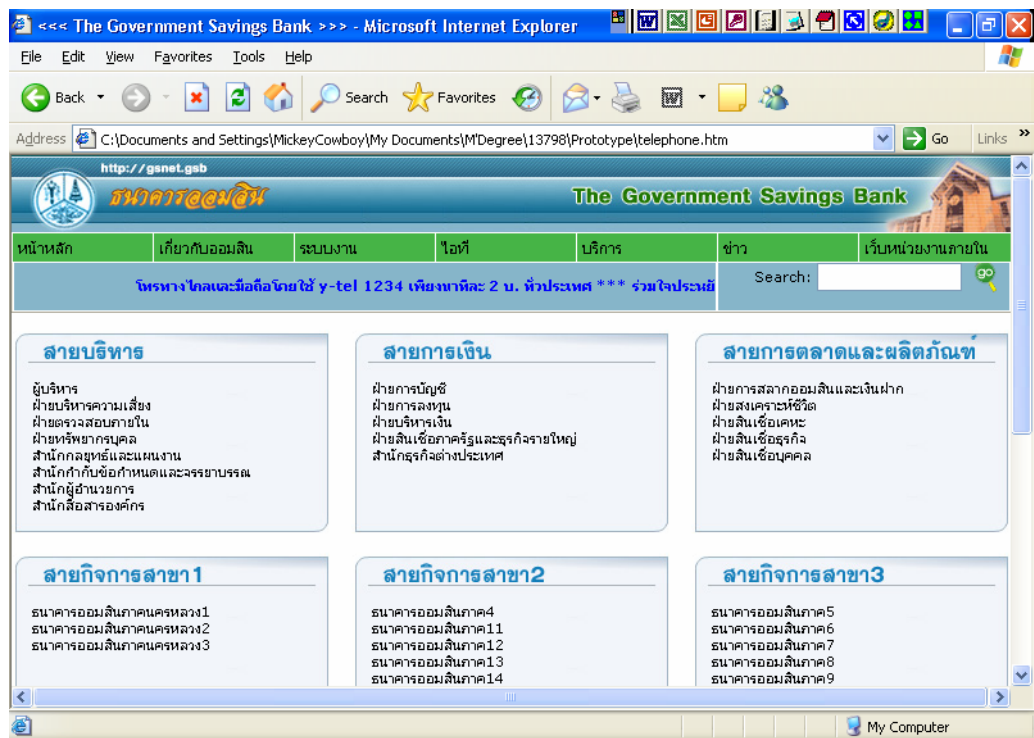 <<< The Government Savings Bank >>> - Microsoft Internet Explorer
File Edit View Favorites Tools Help
Back Search Favorites
Address C:\Documents and Settings\MickeyCowboy\My Documents\M'Degree\13798\Prototype\telephone.htm Go Links »
http://gsnet.gsb
ธนาคารออมสิน The Government Savings Bank
หน้าหลัก เกี่ยวกับออมสิน ระบบงาน ไอที บริการ ข่าว เว็บหน่วยงานภายใน
โทรทางไกลและมือถือโดยใช้ y-tel 1234 เพียงนาทีละ 2 บ. ทั่วประเทศ *** ร่วมใจประหยั Search: go
สายบริหาร
ผู้บริหาร
ฝ่ายบริหารความเสี่ยง
ฝ่ายตรวจสอบภายใน
ฝ่ายทรัพยากรบุคล
สำนักกลยุทธ์และแผนงาน
สำนักกำกับข้อกำหนดและจรรยาบรรณ
สำนักผู้อำนวยการ
สำนักสื่อสารองค์กร
สายการเงิน
ฝ่ายการบัญชี
ฝ่ายการลงทุน
ฝ่ายบริหารเงิน
ฝ่ายสินเชื่อภาครัฐและธุรกิจรายใหญ่
สำนักธุรกิจต่างประเทศ
สายการตลาดและผลิตภัณฑ์
ฝ่ายการสลากออมสินและเงินฝาก
ฝ่ายสงเคราะห์ชีวิต
ฝ่ายสินเชื่อเคหะ
ฝ่ายสินเชื่อธุรกิจ
ฝ่ายสินเชื่อบุคคล
สายกิจการสาขา1
ธนาคารออมสินภาคนครหลวง1
ธนาคารออมสินภาคนครหลวง2
ธนาคารออมสินภาคนครหลวง3
สายกิจการสาขา2
ธนาคารออมสินภาค4
ธนาคารออมสินภาค11
ธนาคารออมสินภาค12
ธนาคารออมสินภาค13
ธนาคารออมสินภาค14
สายกิจการสาขา3
ธนาคารออมสินภาค5
ธนาคารออมสินภาค6
ธนาคารออมสินภาค7
ธนาคารออมสินภาค8
ธนาคารออมสินภาค9
My Computer